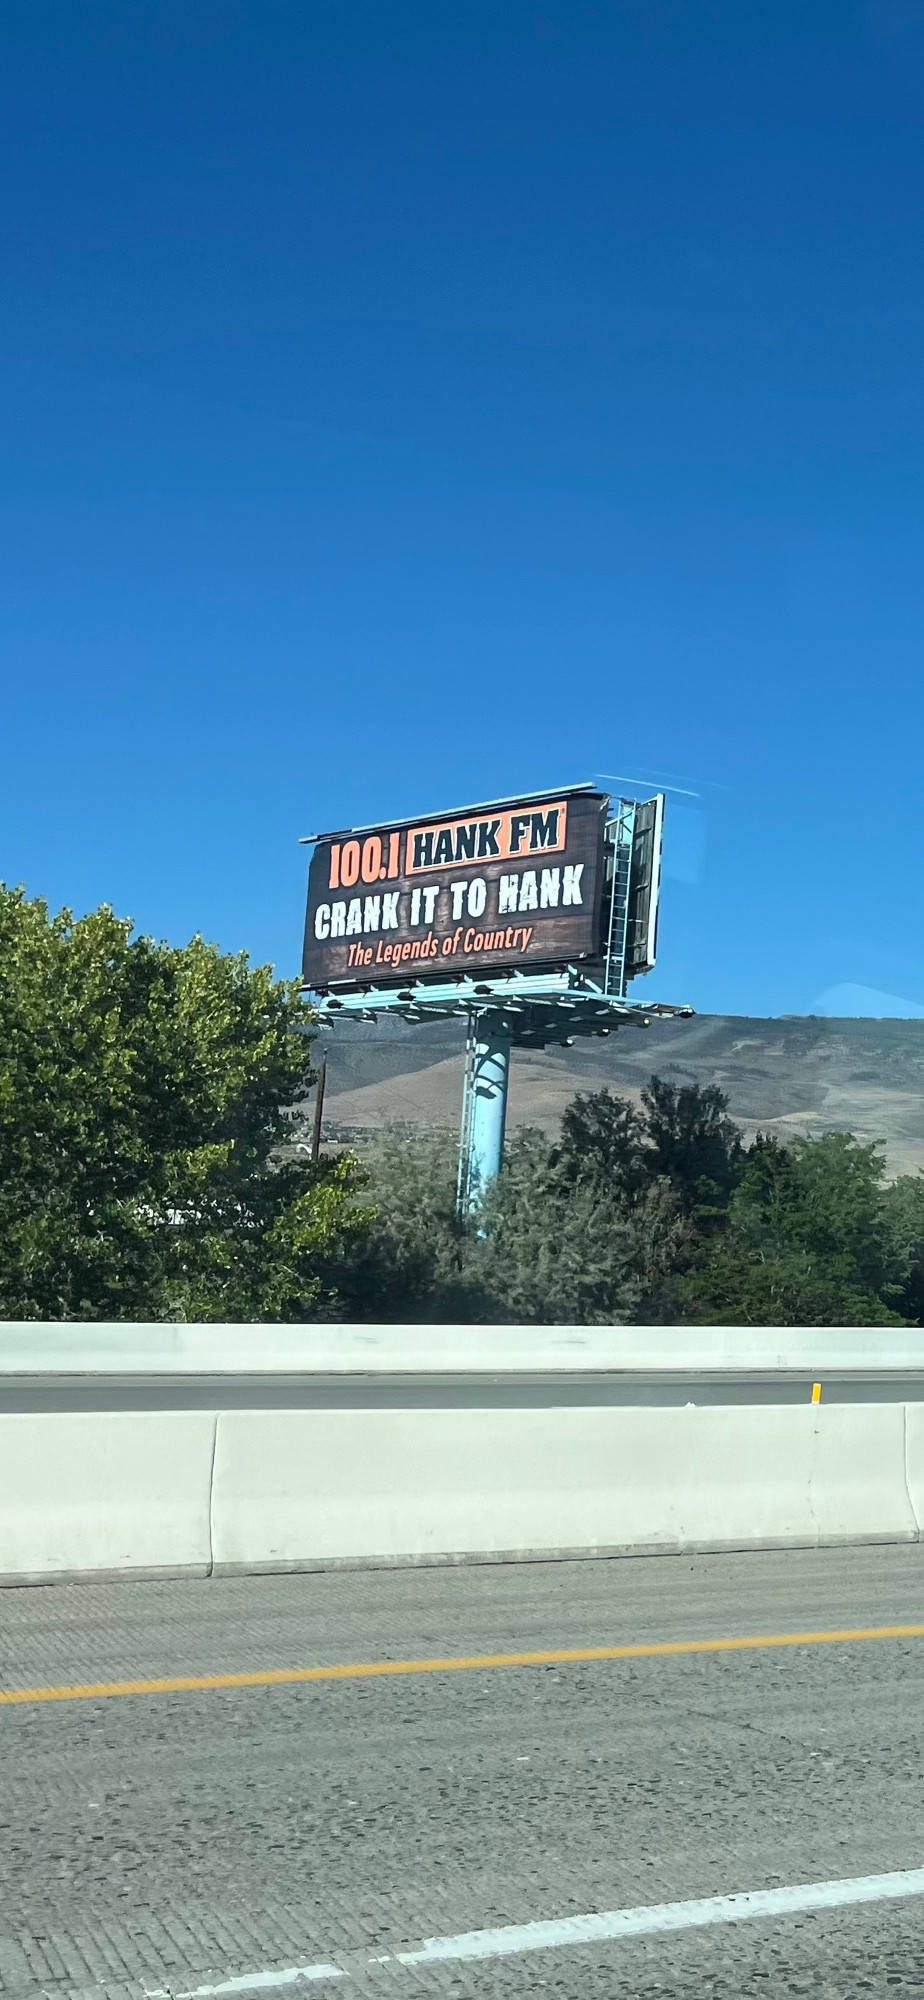 100.1 HANK FM
CRANK IT TO HANK
The Legends of Country